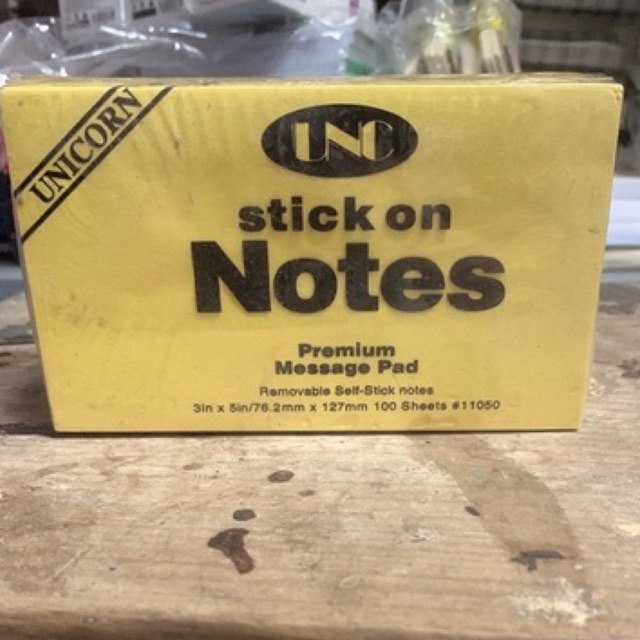 UNICORN
UNC
stick on
Notes
Premium
Message Pad
Removable Self-Stick notes
3in x 5in/76.2mm x 127mm 100 Sheets #11050